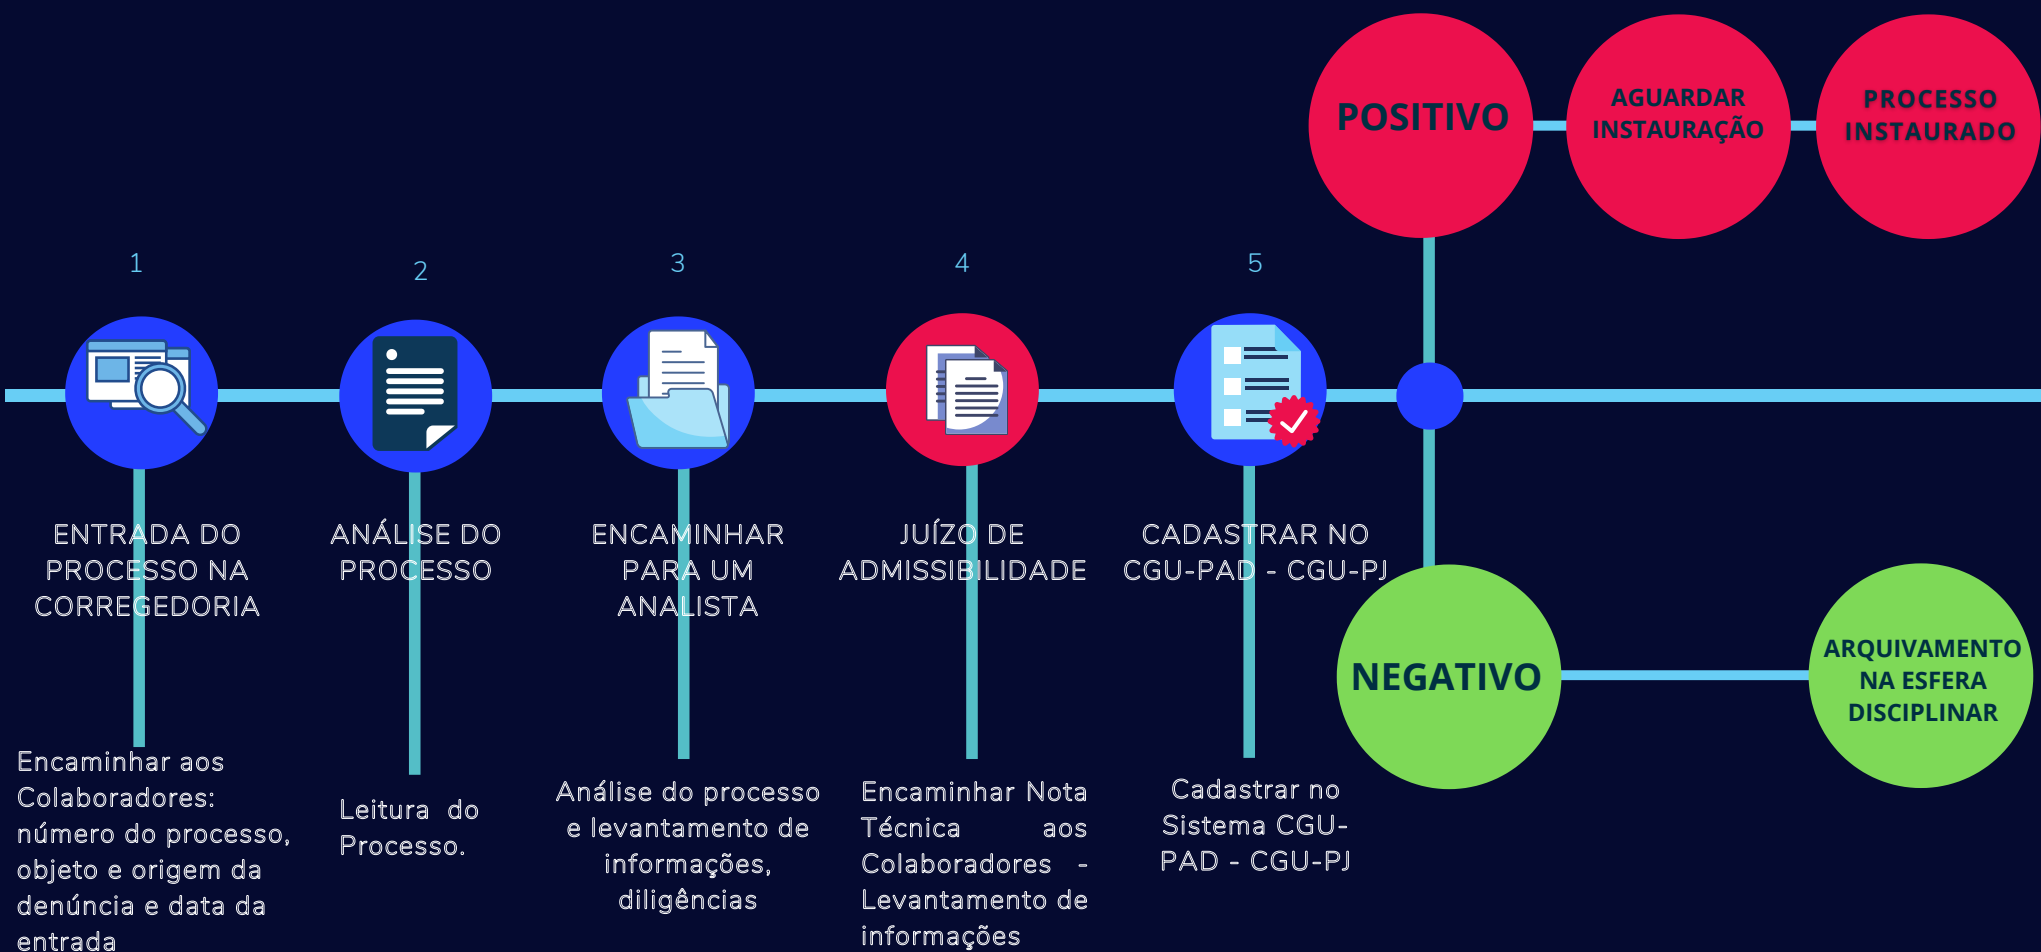 POSITIVO
AGUARDAR
INSTAURAÇÃO
PROCESSO
INSTAURADO
1
2
3
4
5
ENTRADA DO
PROCESSO NA
CORREGEDORIA
ANÁLISE DO
PROCESSO
ENCAMINHAR
PARA UM
ANALISTA
JUÍZO DE
ADMISSIBILIDADE
CADASTRAR NO
CGU-PAD - CGU-PJ
NEGATIVO
ARQUIVAMENTO
NA ESFERA
DISCIPLINAR
Encaminhar aos
Colaboradores:
número do processo,
objeto e origem da
denúncia e data da
entrada
Leitura do
Processo.
Análise do processo
e levantamento de
informações,
diligências
Encaminhar Nota
Técnica aos
Colaboradores -
Levantamento de
informações
Cadastrar no
Sistema CGU-
PAD - CGU-PJ